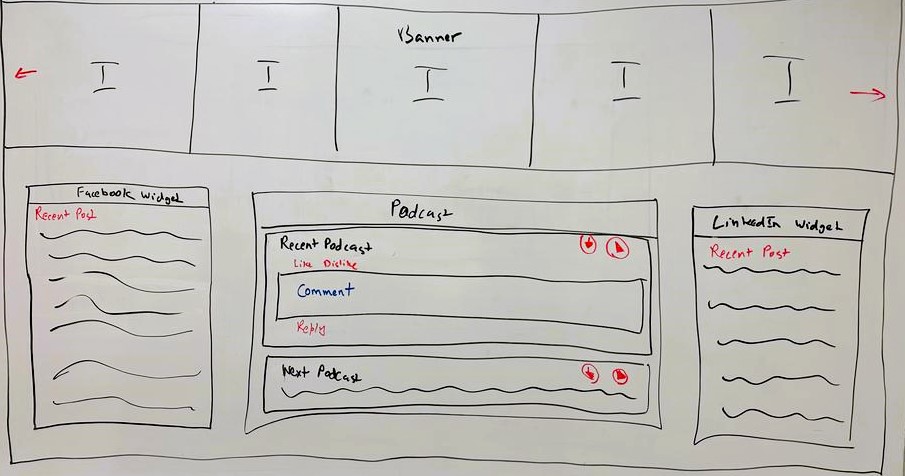 Banner
I
I
I
I
I
Facebook Widget
Recent Post
Podcast
Recent Podcast
Like Dislike
Comment
Reply
Next Podcast
LinkedIn Widget
Recent Post